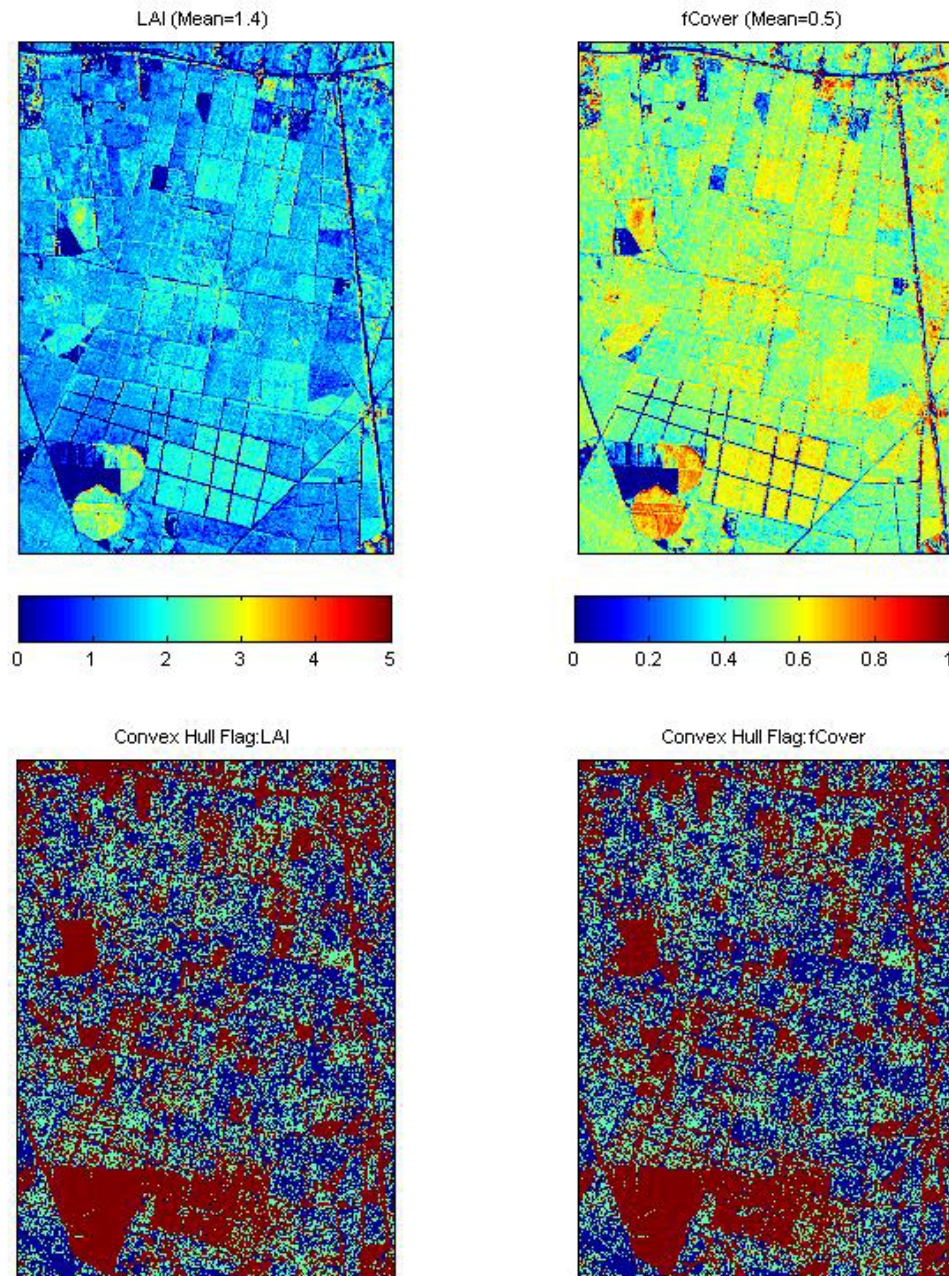 LAI (Mean=1.4)
fCover (Mean=0.5)
0 1 2 3 4 5
0 0.2 0.4 0.6 0.8 1
Convex Hull Flag:LAI
Convex Hull Flag:fCover